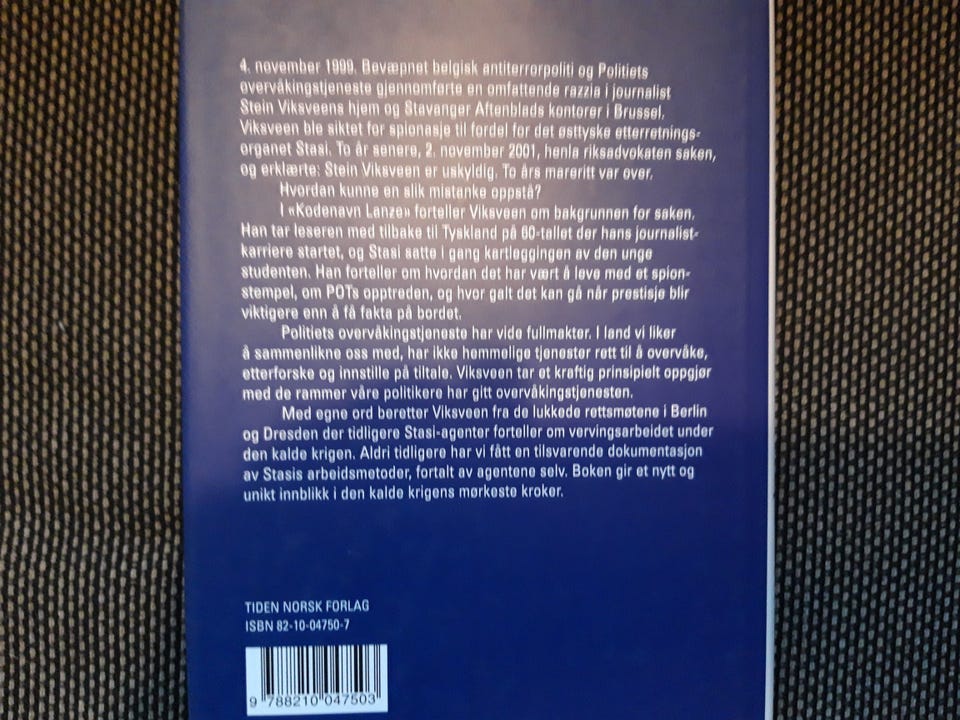 4. november 1999. Bevæpnet belgisk antiterrorpoliti og Politiets
overvåkingstjeneste gjennomførte en omfattende razzia i journalist
Stein Viksveens hjem og Stavanger Aftenblads kontorer i Brussel.
Viksveen ble siktet for spionasje til fordel for det østtyske etterretnings-
organet Stasi. To år senere, 2. november 2001, henla riksadvokaten saken,
og erklærte: Stein Viksveen er uskyldig. To års mareritt var over.
Hvordan kunne en slik mistanke oppstå?
I «Kodenavn Lanze» forteller Viksveen om bakgrunnen for saken.
Han tar leseren med tilbake til Tyskland på 60-tallet der hans journalist-
karriere startet, og Stasi satte i gang kartleggingen av den unge
studenten. Han forteller om hvordan det har vært å leve med et spion-
stempel, om POTs opptreden, og hvor galt det kan gå når prestisje blir
viktigere enn å få fakta på bordet.
Politiets overvåkingstjeneste har vide fullmakter. I land vi liker
å sammenlikne oss med, har ikke hemmelige tjenester rett til å overvåke,
etterforske og innstille på tiltale. Viksveen tar et kraftig prinsipielt oppgjør
med de rammer våre politikere har gitt overvåkingstjenesten.
Med egne ord beretter Viksveen fra de lukkede rettsmøtene i Berlin
og Dresden der tidligere Stasi-agenter forteller om vervingsarbeidet under
den kalde krigen. Aldri tidligere har vi fått en tilsvarende dokumentasjon
av Stasis arbeidsmetoder, fortalt av agentene selv. Boken gir et nytt og
unikt innblikk i den kalde krigens mørkeste kroker.
TIDEN NORSK FORLAG
ISBN 82-10-04750-7
9 788210 047503